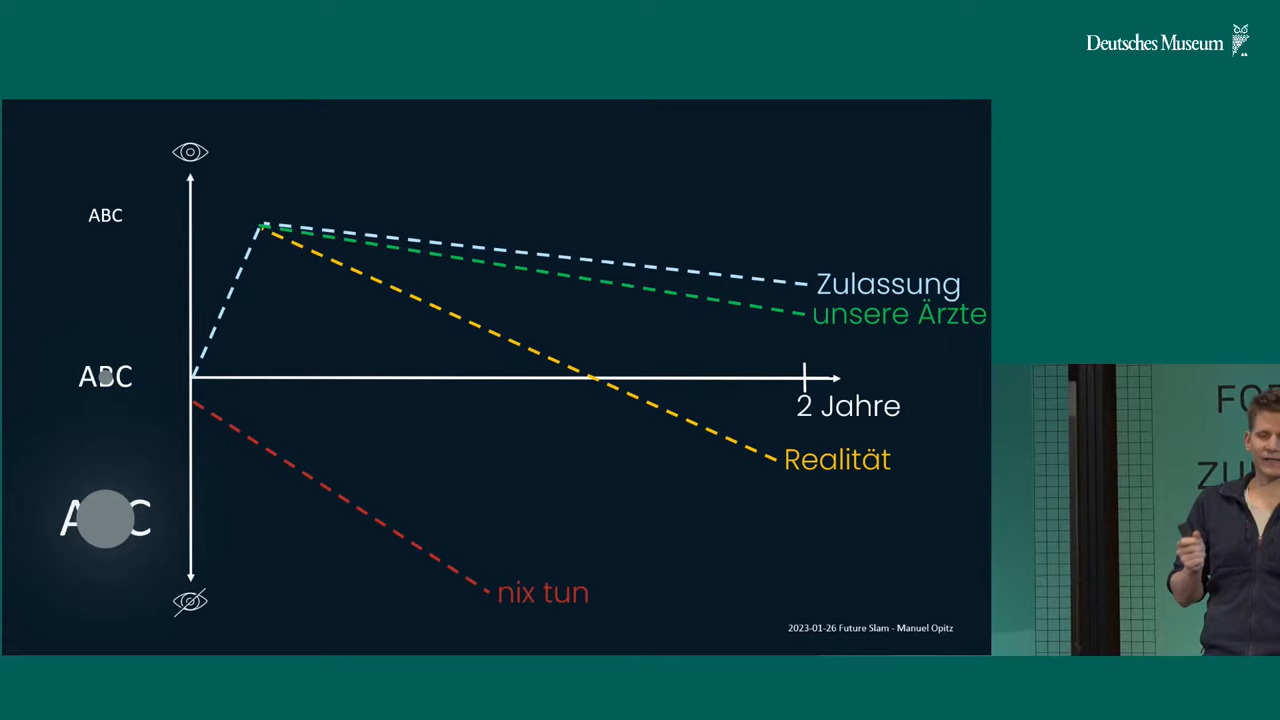 Deutsches Museum
ABC
Zulassung
unsere Ärzte
ABC
2 Jahre
Realität
nix tun
2023-01-26 Future Slam - Manuel Opitz